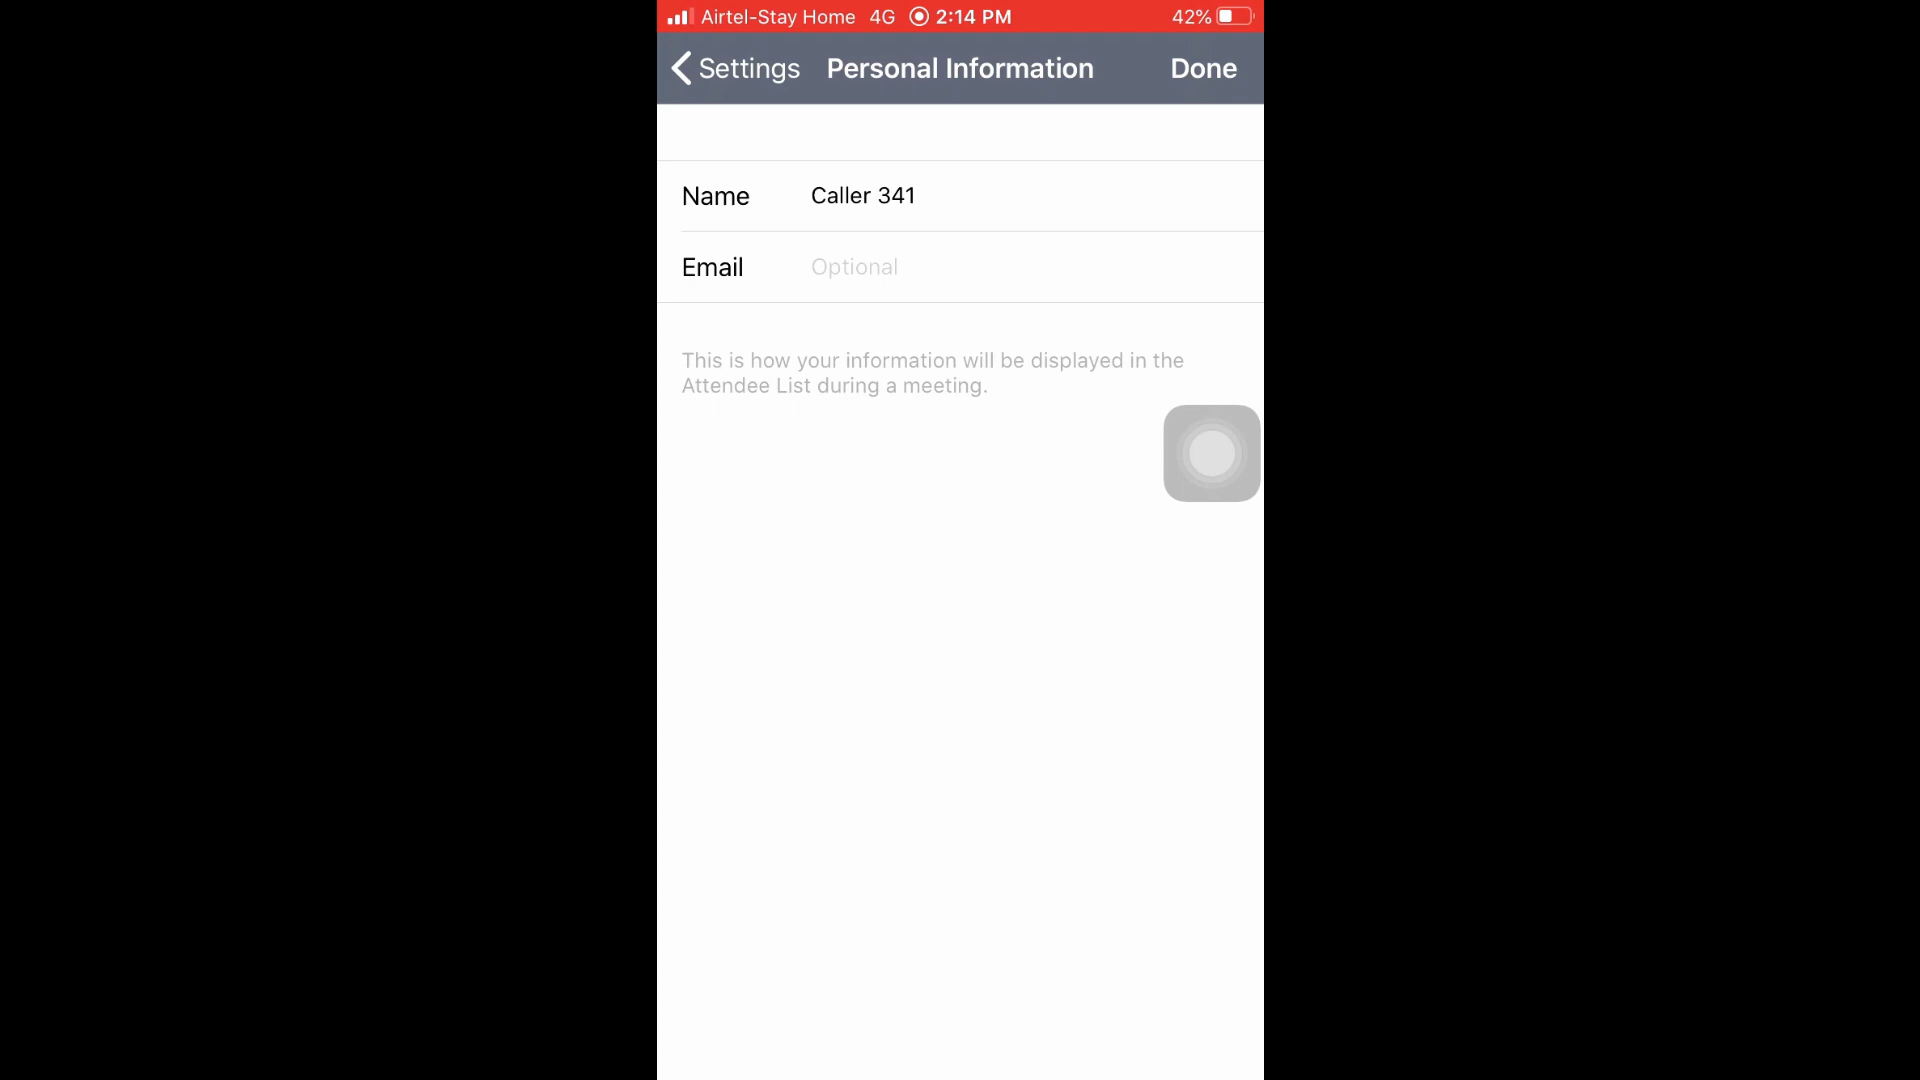 Airtel-Stay Home 4G 2:14 PM 42%
Settings Personal Information Done
Name Caller 341
Email Optional
This is how your information will be displayed in the
Attendee List during a meeting.